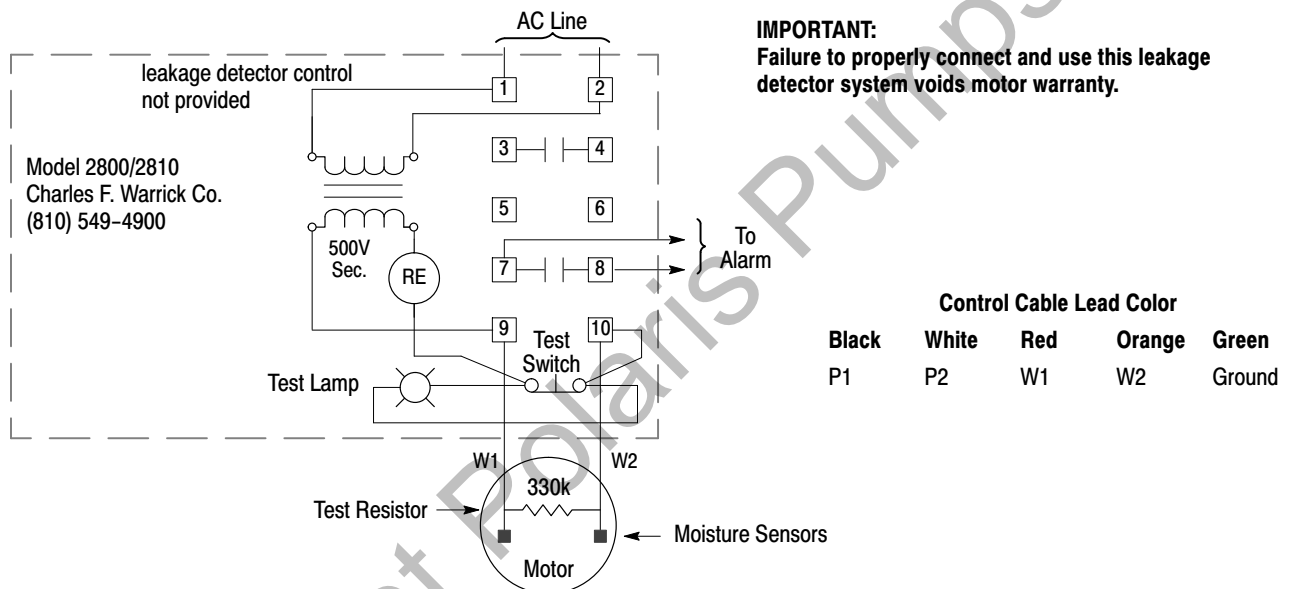 AC Line
IMPORTANT:
Failure to properly connect and use this leakage
detector system voids motor warranty.
leakage detector control
not provided
1
2
3
4
Model 2800/2810
Charles F. Warrick Co.
(810) 549-4900
5
6
500V
Sec.
RE
7
8
To
Alarm
9
10
Test
Switch
Test Lamp
Control Cable Lead Color
Black White Red Orange Green
P1 P2 W1 W2 Ground
W1
W2
330k
Test Resistor
Moisture Sensors
Motor
t Polaris Pumps